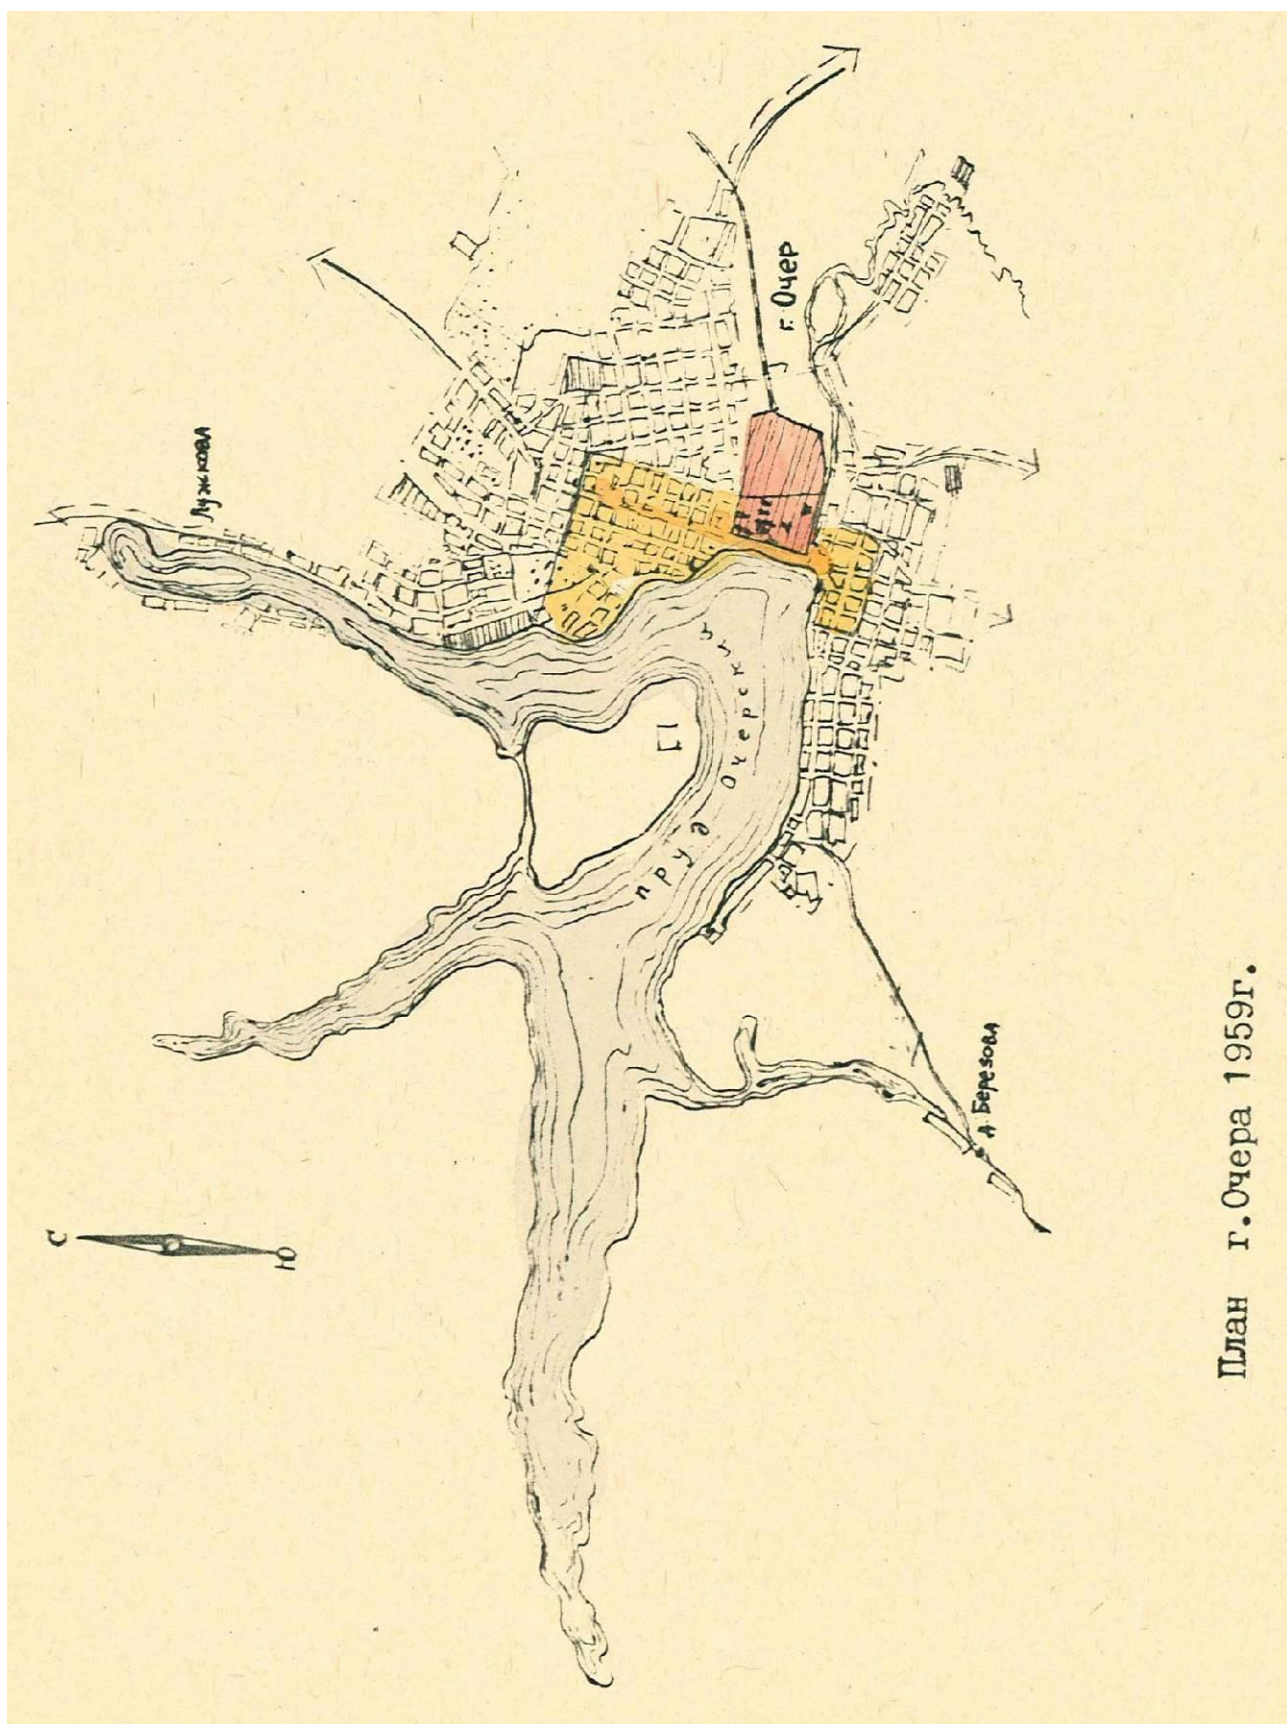 С
Ю
Лужкова
г. Очер
пруд Очерский
д. Березова
План г.Очера 1959г.